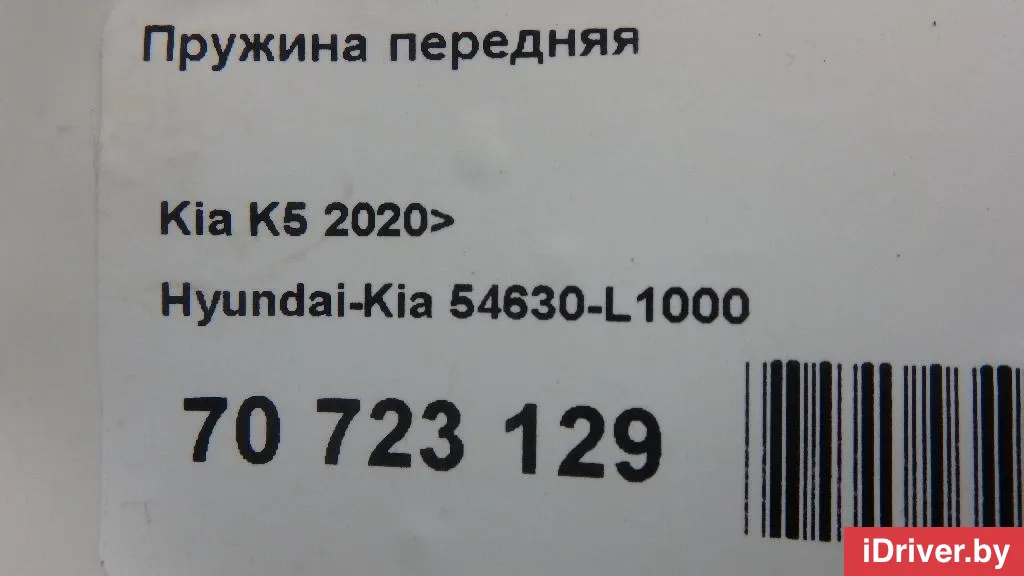 Пружина передняя
Kia K5 2020>
Hyundai-Kia 54630-L1000
70 723 129
iDriver.by